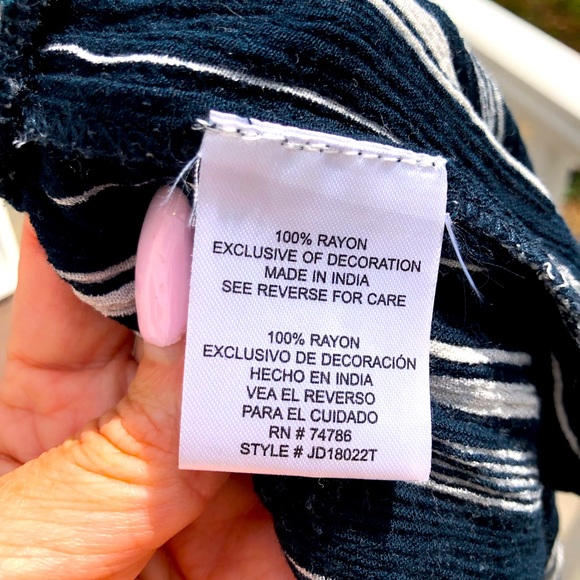 100% RAYON
EXCLUSIVE OF DECORATION
MADE IN INDIA
SEE REVERSE FOR CARE
100% RAYON
EXCLUSIVO DE DECORACIÓN
HECHO EN INDIA
VEA EL REVERSO
PARA EL CUIDADO
RN # 74786
STYLE # JD18022T